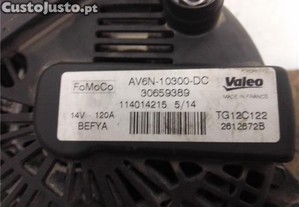 CustoJusto.pt
FoMoCo
AV6N-10300-DC
30659389
Valeo
MADE IN FRANCE
114014215 5/14
14V 120A
TG12C122
BEFYA
2612672B